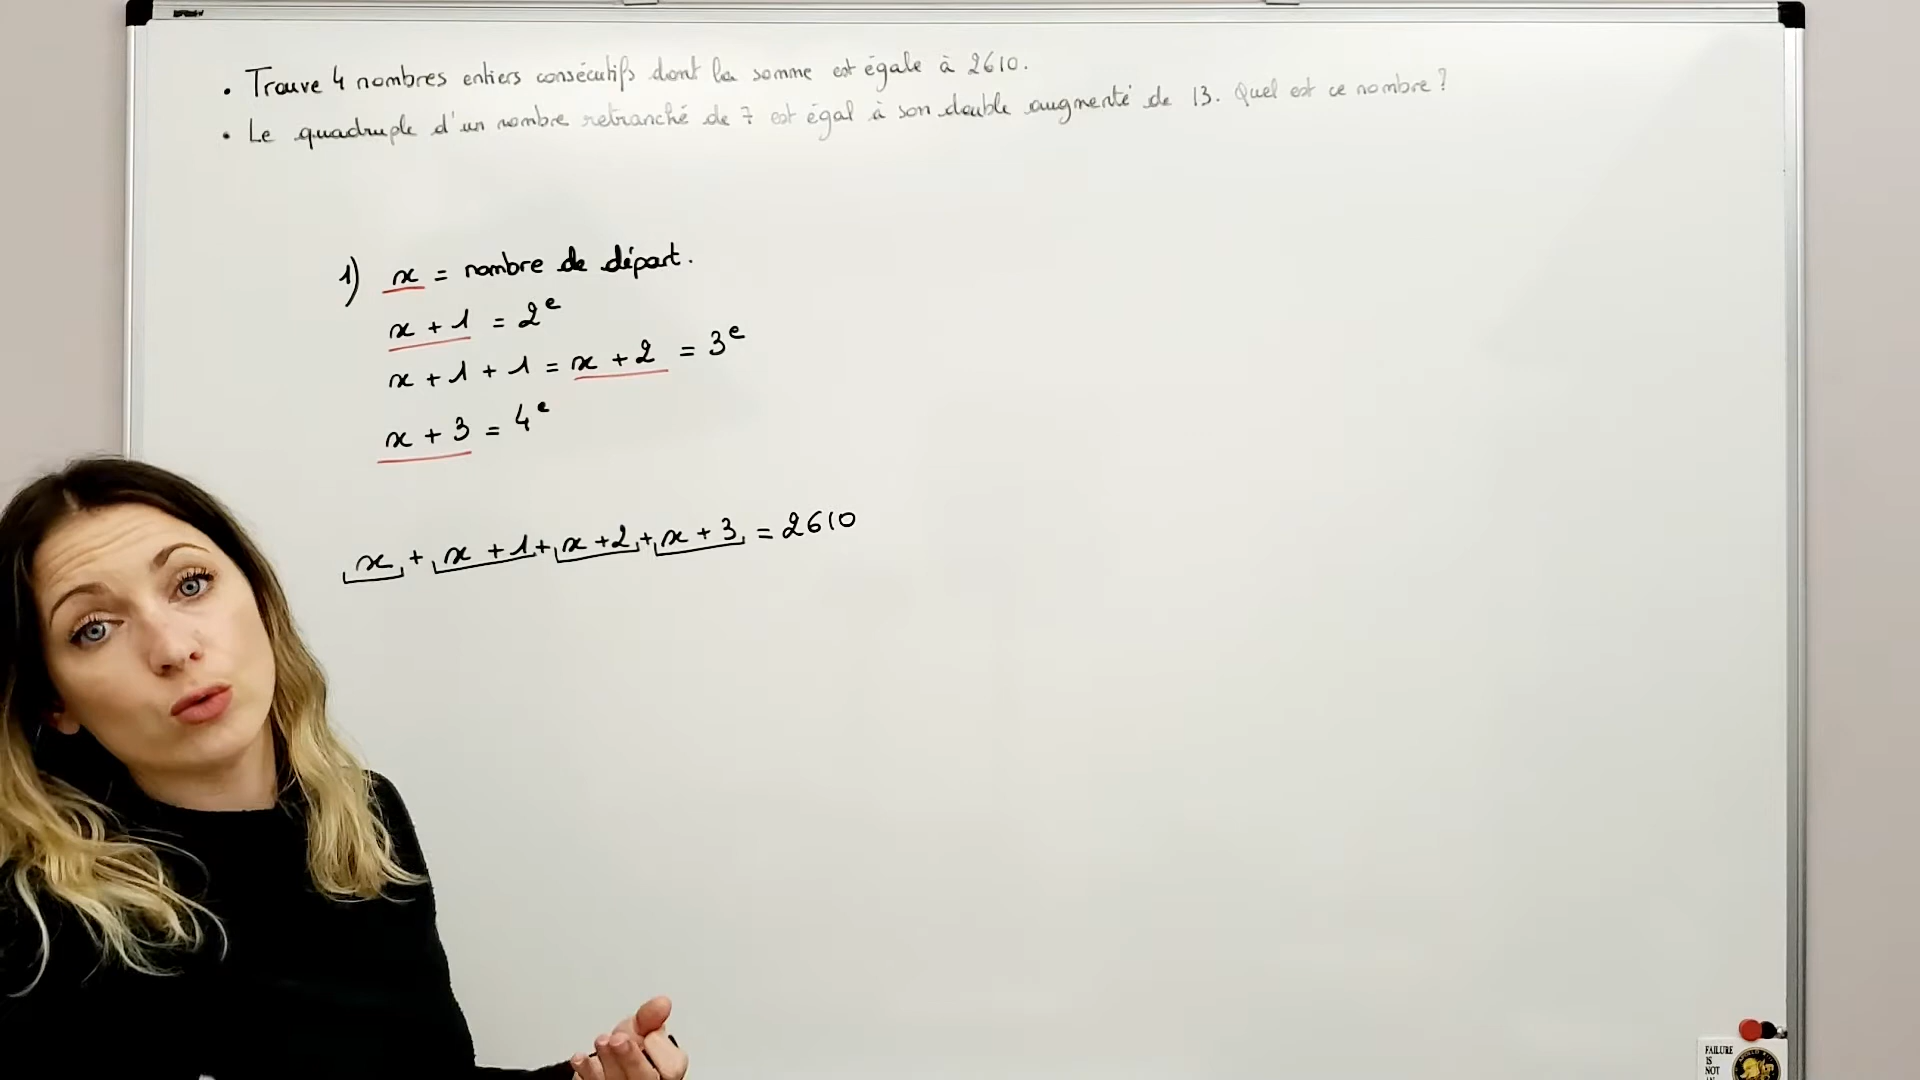 • Trouve 4 nombres entiers consécutifs dont la somme est égale à 2610.
• Le quadruple d'un nombre retranché de 7 est égal à son double augmenté de 13. Quel est ce nombre ?
1) x = nombre de départ.
x + 1 = 2e
x + 1 + 1 = x + 2 = 3e
x + 3 = 4e
x + x + 1 + x + 2 + x + 3 = 2610
FAILURE
IS
NOT
AN